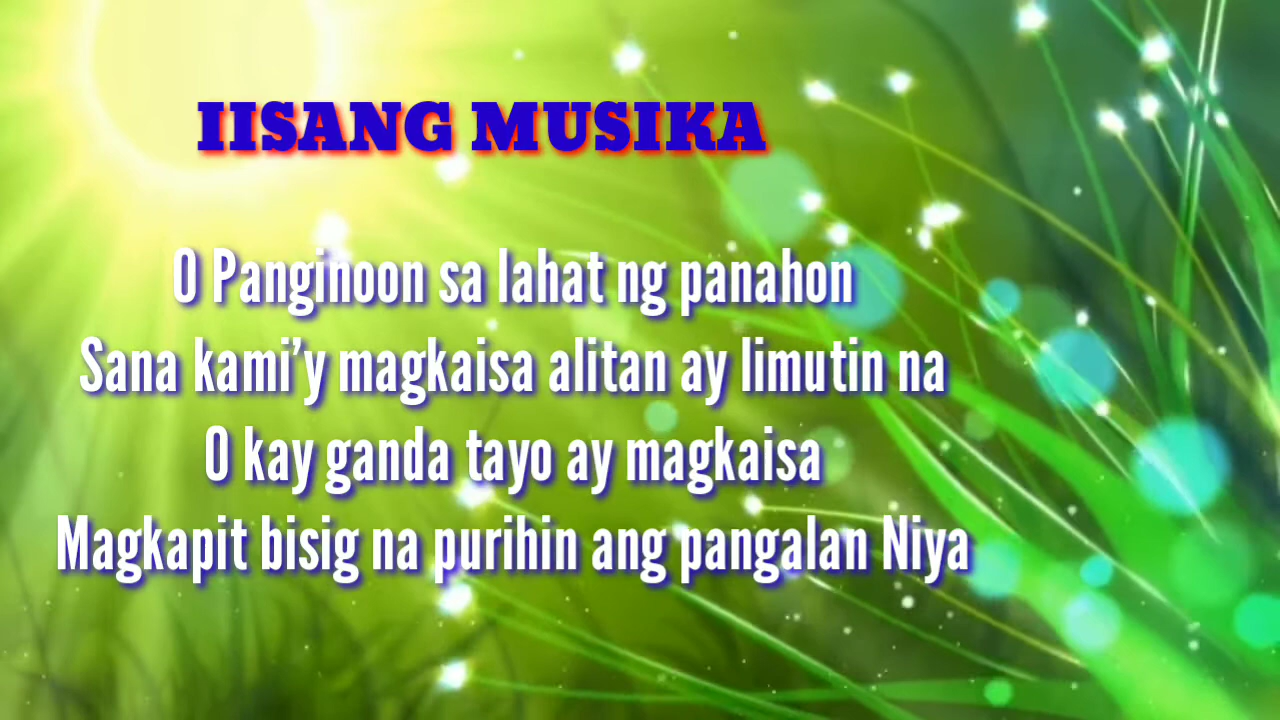 IISANG MUSIKA
O Panginoon sa lahat ng panahon
Sana kami'y magkaisa alitan ay limutin na
O kay ganda tayo ay magkaisa
Magkapit bisig na purihin ang pangalan Niya